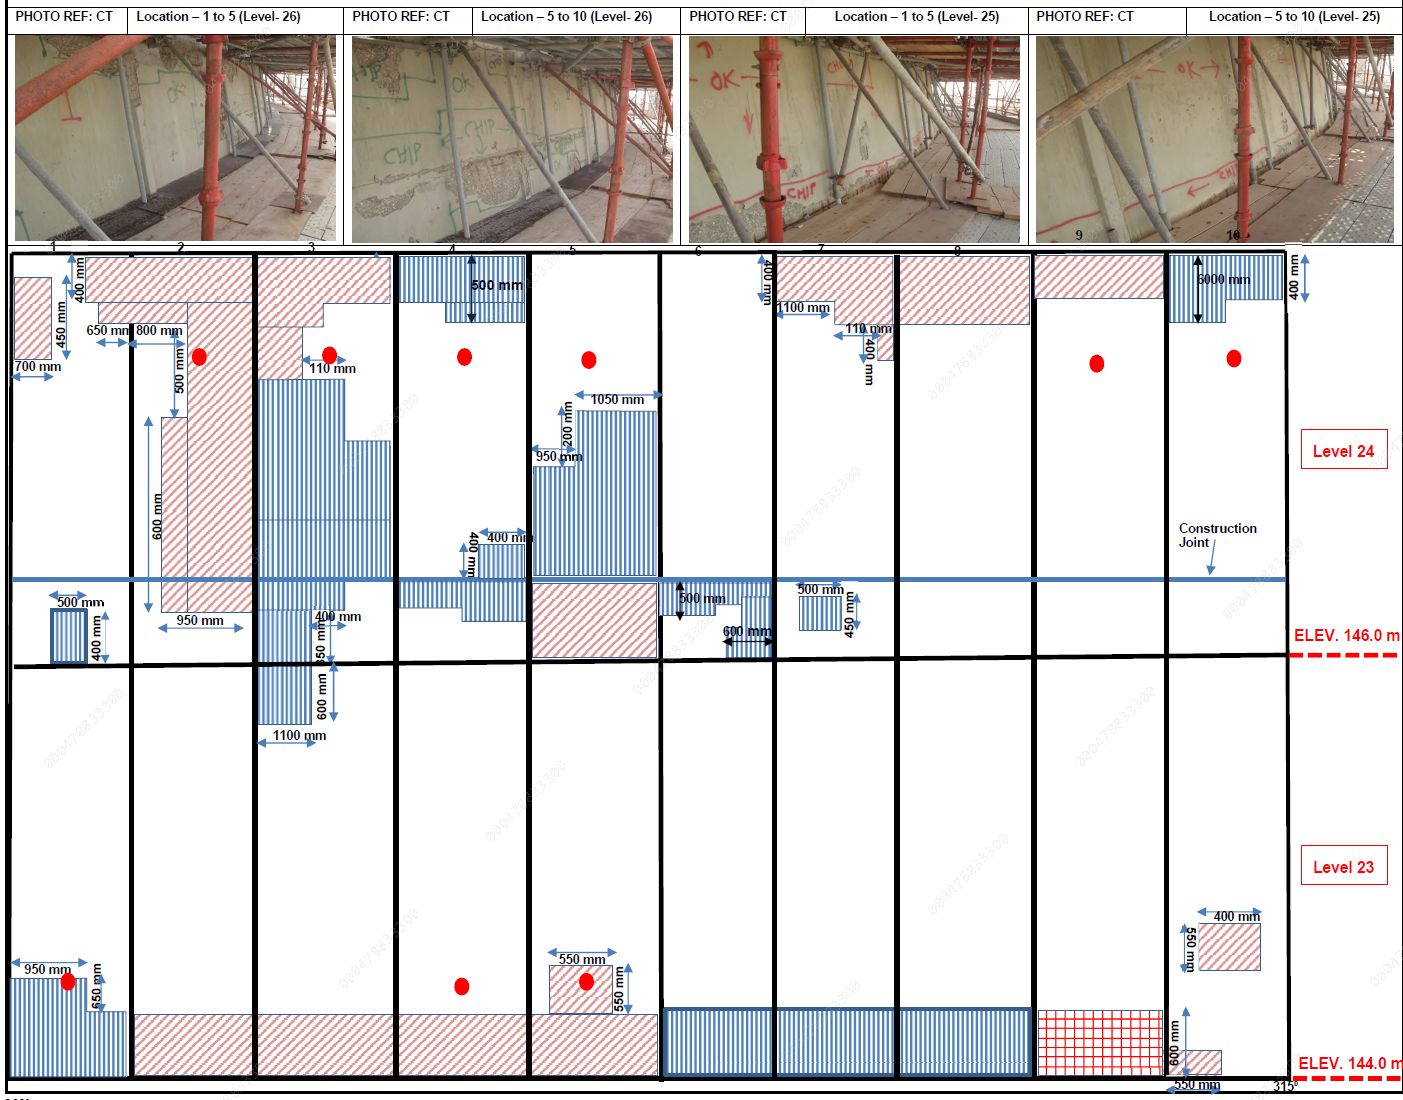 PHOTO REF: CT
Location – 1 to 5 (Level- 26)
PHOTO REF: CT
Location – 5 to 10 (Level- 26)
PHOTO REF: CT
Location – 1 to 5 (Level- 25)
PHOTO REF: CT
Location – 5 to 10 (Level- 25)
CHIP
OK
CHIP
CHIP
OK
CHIP
CHIP
OK
CHIP
1 2 3 4 5 6 7 8 9 10
400 mm
450 mm
700 mm
650 mm
800 mm
500 mm
600 mm
950 mm
110 mm
500 mm
1050 mm
200 mm
950 mm
400 mm
400 mm
400 mm
1100 mm
110 mm
400 mm
6000 mm
400 mm
Level 24
Construction
Joint
500 mm
400 mm
400 mm
350 mm
600 mm
1100 mm
500 mm
600 mm
500 mm
450 mm
ELEV. 146.0 m
Level 23
950 mm
650 mm
550 mm
550 mm
400 mm
550 mm
600 mm
550 mm
ELEV. 144.0 m
315°
000478833300